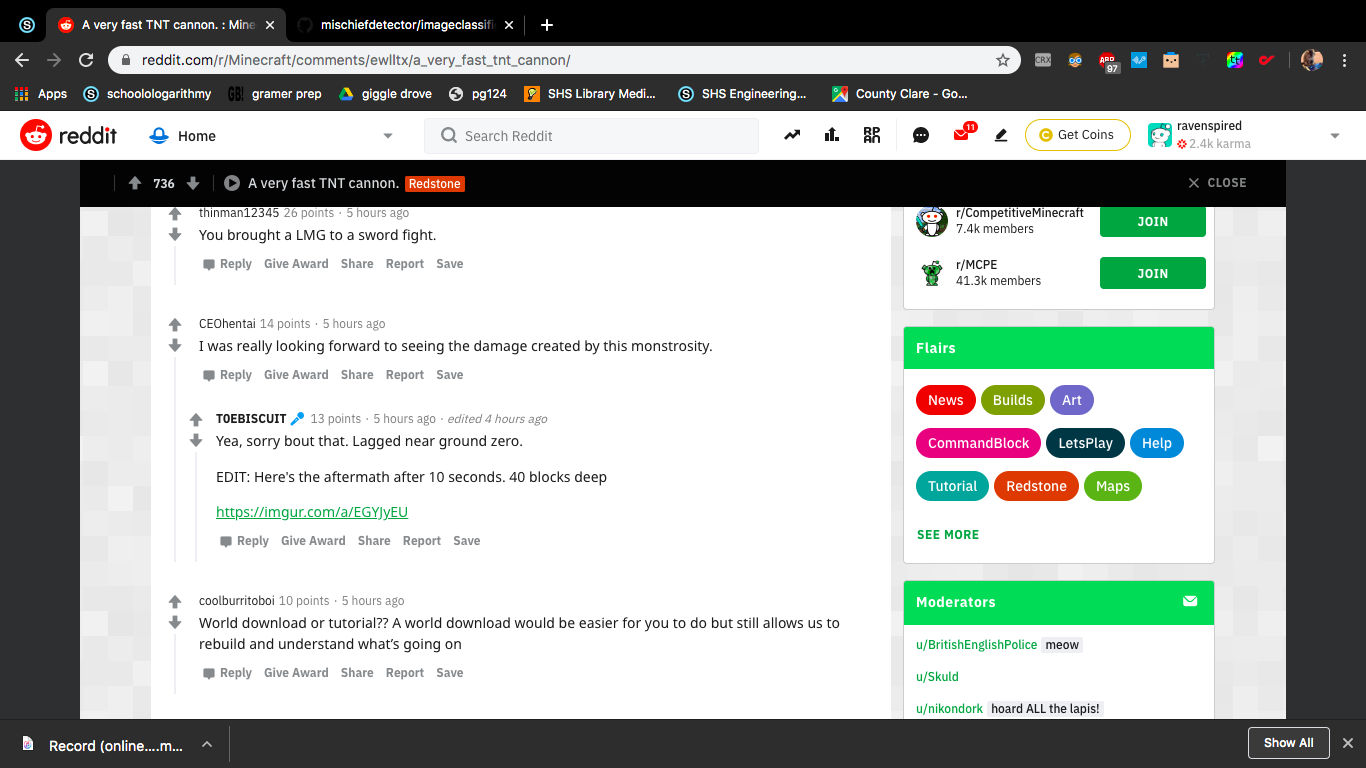 A very fast TNT cannon. : Mine
mischiefdetector/imageclassifi
reddit.com/r/Minecraft/comments/ewlltx/a_very_fast_tnt_cannon/
CRX
ABP
97
Apps
schoolologarithmy
GB!
gramer prep
giggle drove
pg124
SHS Library Medi...
SHS Engineering...
County Clare - Go...
reddit
Home
Search Reddit
RPAN
11
Get Coins
ravenspired
2.4k karma
736
A very fast TNT cannon.
Redstone
CLOSE
thinman12345 26 points · 5 hours ago
You brought a LMG to a sword fight.
Reply Give Award Share Report Save
CEOhentai 14 points · 5 hours ago
I was really looking forward to seeing the damage created by this monstrosity.
Reply Give Award Share Report Save
TOEBISCUIT 13 points · 5 hours ago · edited 4 hours ago
Yea, sorry bout that. Lagged near ground zero.
EDIT: Here's the aftermath after 10 seconds. 40 blocks deep
https://imgur.com/a/EGYJyEU
Reply Give Award Share Report Save
coolburritoboi 10 points · 5 hours ago
World download or tutorial?? A world download would be easier for you to do but still allows us to
rebuild and understand what's going on
Reply Give Award Share Report Save
r/CompetitiveMinecraft
7.4k members
JOIN
r/MCPE
41.3k members
JOIN
Flairs
News Builds Art
CommandBlock LetsPlay Help
Tutorial Redstone Maps
SEE MORE
Moderators
u/BritishEnglishPolice meow
u/Skuld
u/nikondork hoard ALL the lapis!
Record (online....m...
Show All